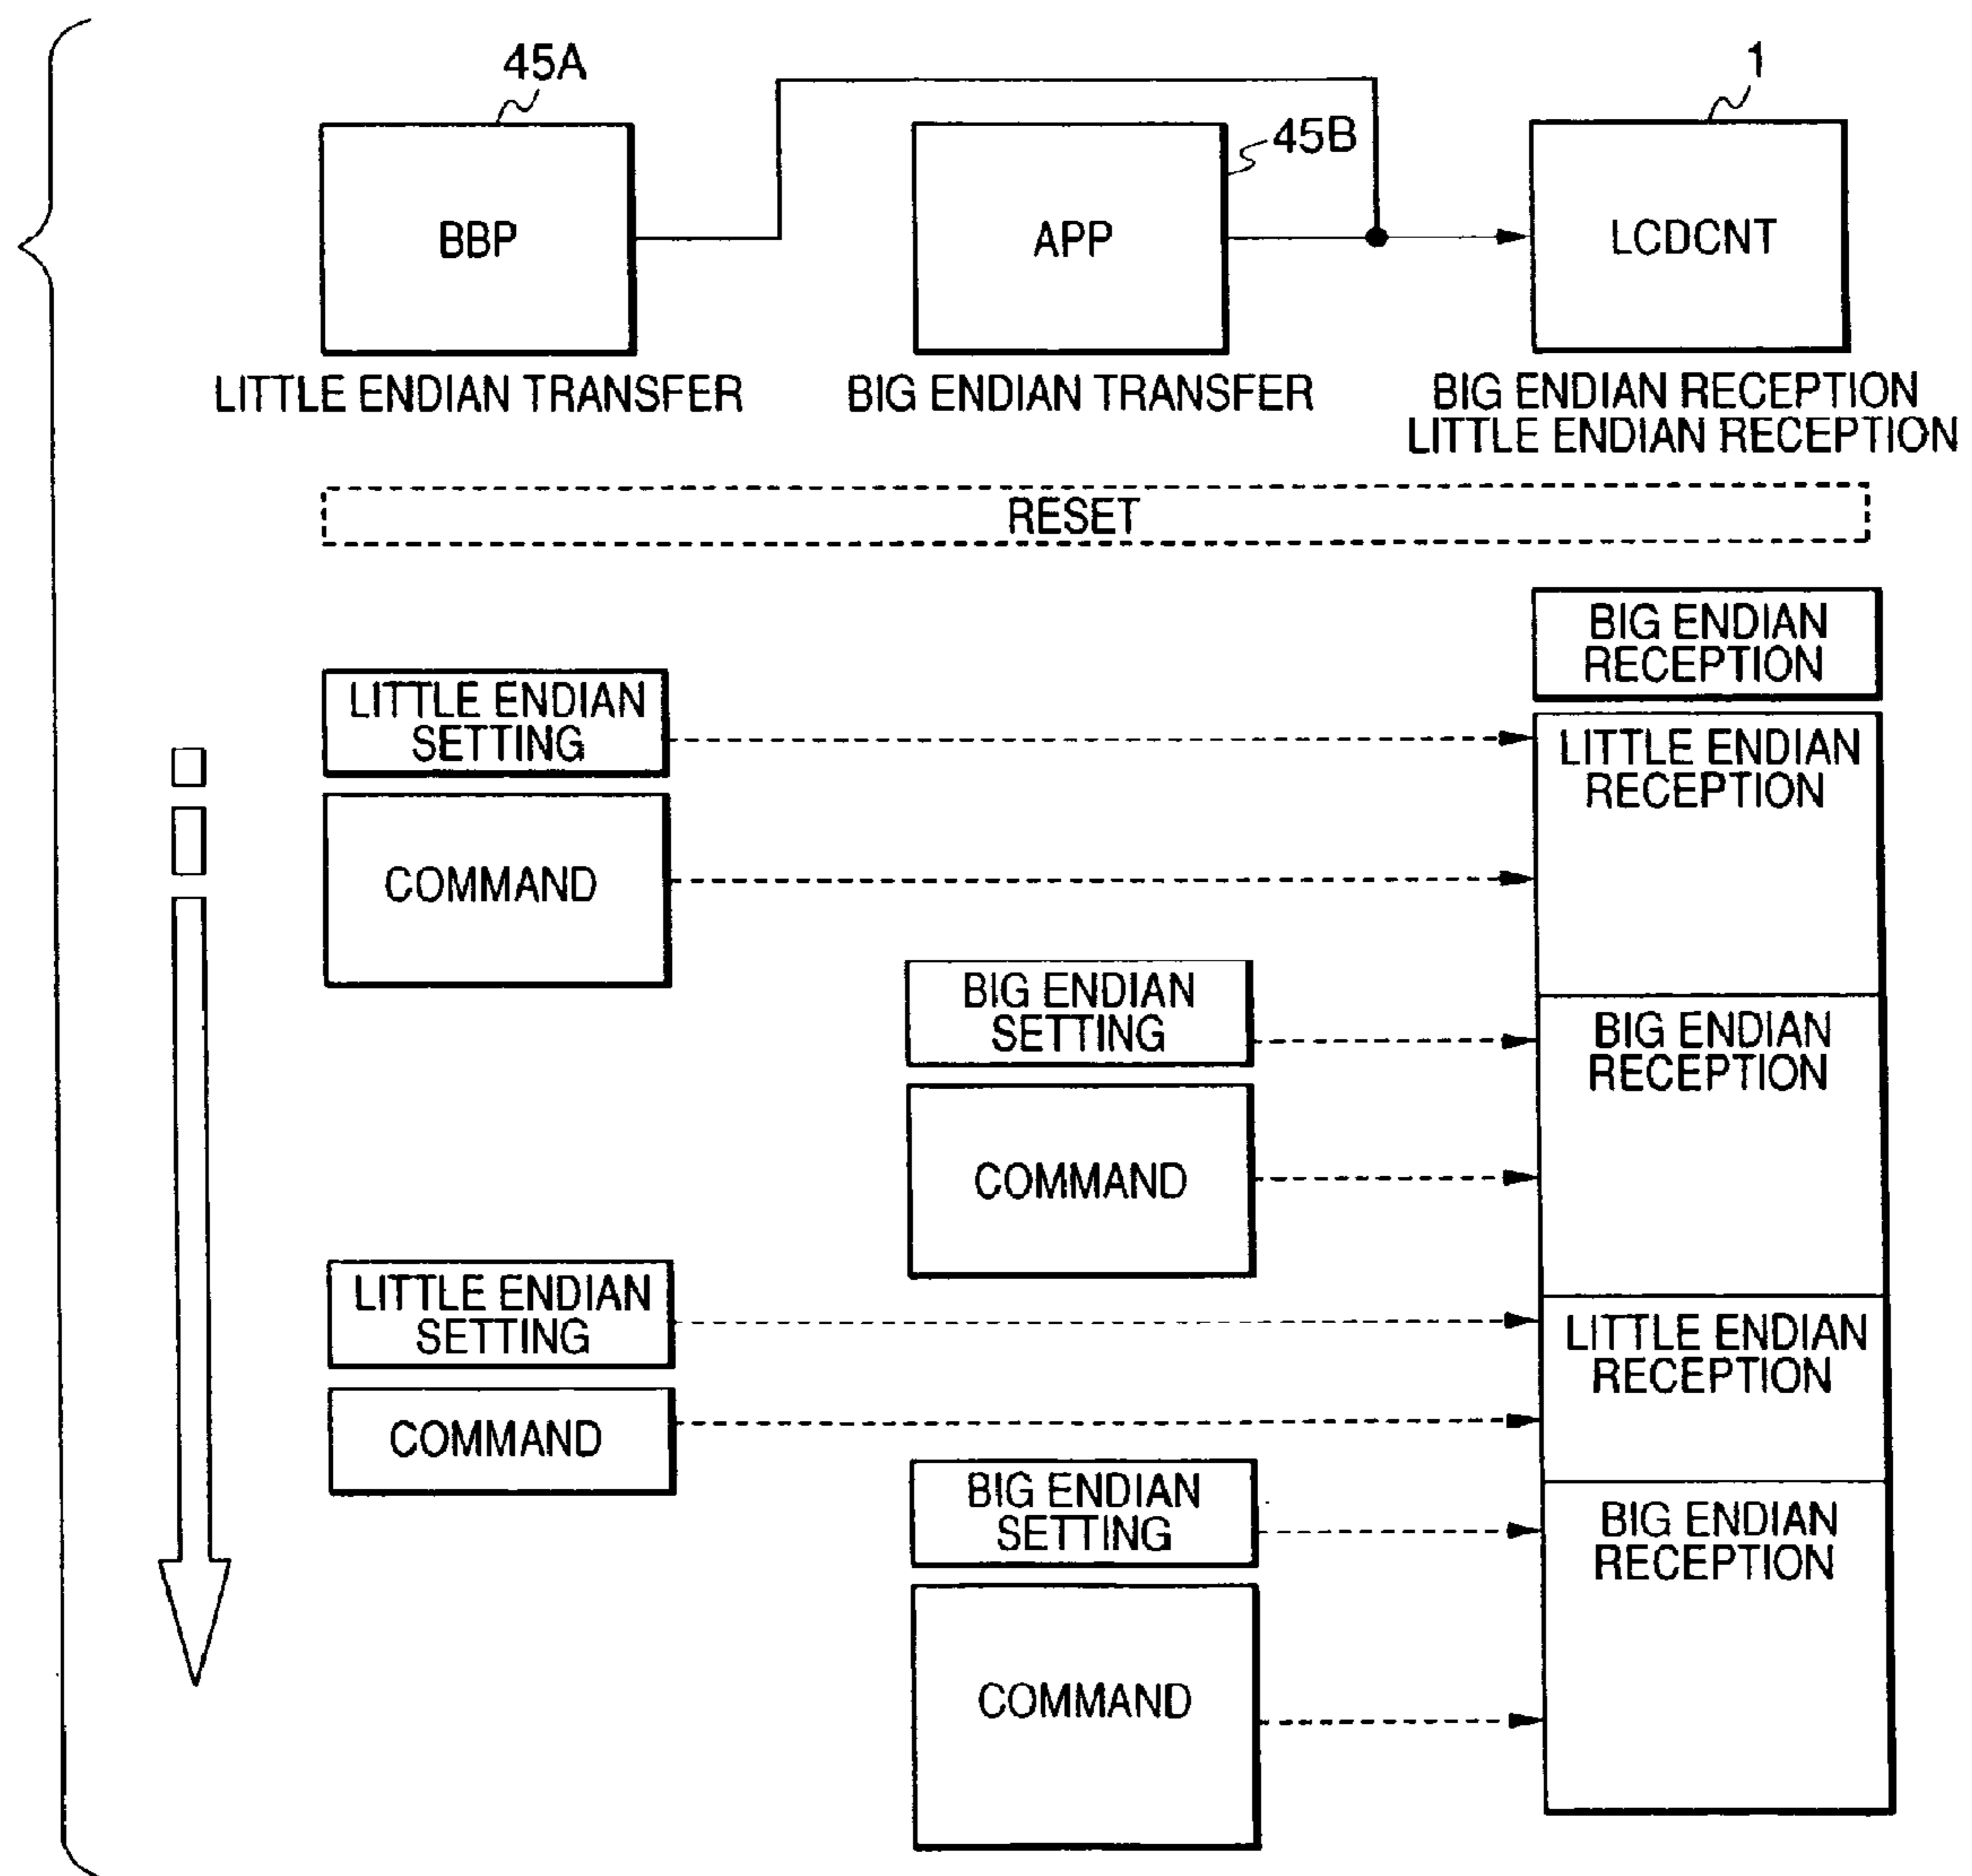 45A
1
45B
BBP
APP
LCDCNT
LITTLE ENDIAN TRANSFER
BIG ENDIAN TRANSFER
BIG ENDIAN RECEPTION
LITTLE ENDIAN RECEPTION
RESET
BIG ENDIAN
RECEPTION
LITTLE ENDIAN
SETTING
LITTLE ENDIAN
RECEPTION
COMMAND
BIG ENDIAN
SETTING
BIG ENDIAN
RECEPTION
COMMAND
LITTLE ENDIAN
SETTING
LITTLE ENDIAN
RECEPTION
COMMAND
BIG ENDIAN
SETTING
BIG ENDIAN
RECEPTION
COMMAND